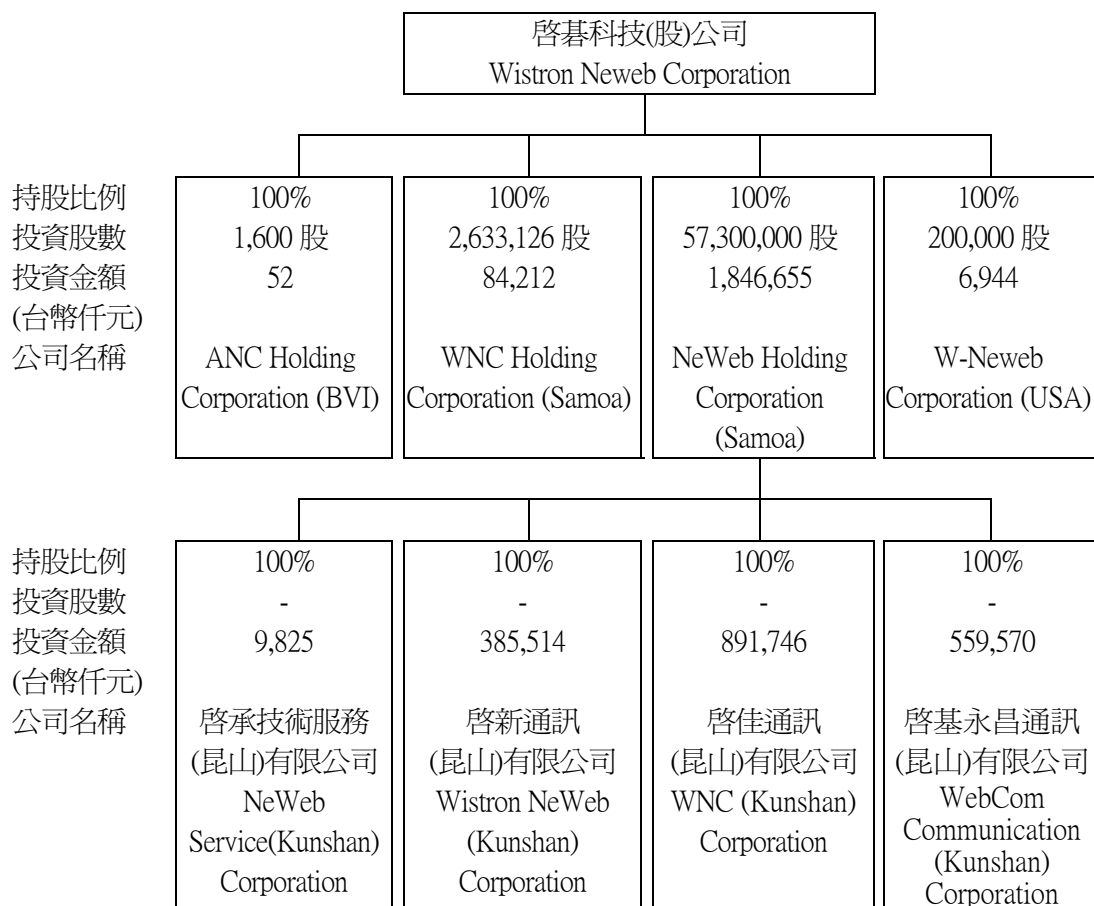 啓碁科技(股)公司
Wistron Neweb Corporation
持股比例 100% 100% 100% 100%
投資股數 1,600 股 2,633,126 股 57,300,000 股 200,000 股
投資金額 52 84,212 1,846,655 6,944
(台幣仟元)
公司名稱 ANC Holding WNC Holding NeWeb Holding W-Neweb
Corporation (BVI) Corporation (Samoa) Corporation Corporation (USA)
(Samoa)
持股比例 100% 100% 100% 100%
投資股數 - - - -
投資金額 9,825 385,514 891,746 559,570
(台幣仟元)
公司名稱 啓承技術服務 啓新通訊 啓佳通訊 啓基永昌通訊
(昆山)有限公司 (昆山)有限公司 (昆山)有限公司 (昆山)有限公司
NeWeb Wistron NeWeb WNC (Kunshan) WebCom
Service(Kunshan) (Kunshan) Corporation Communication
Corporation Corporation (Kunshan)
Corporation